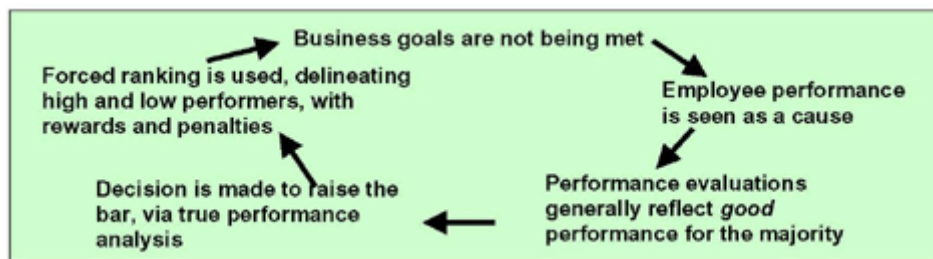 Business goals are not being met
Employee performance
is seen as a cause
Performance evaluations
generally reflect good
performance for the majority
Decision is made to raise the
bar, via true performance
analysis
Forced ranking is used, delineating
high and low performers, with
rewards and penalties